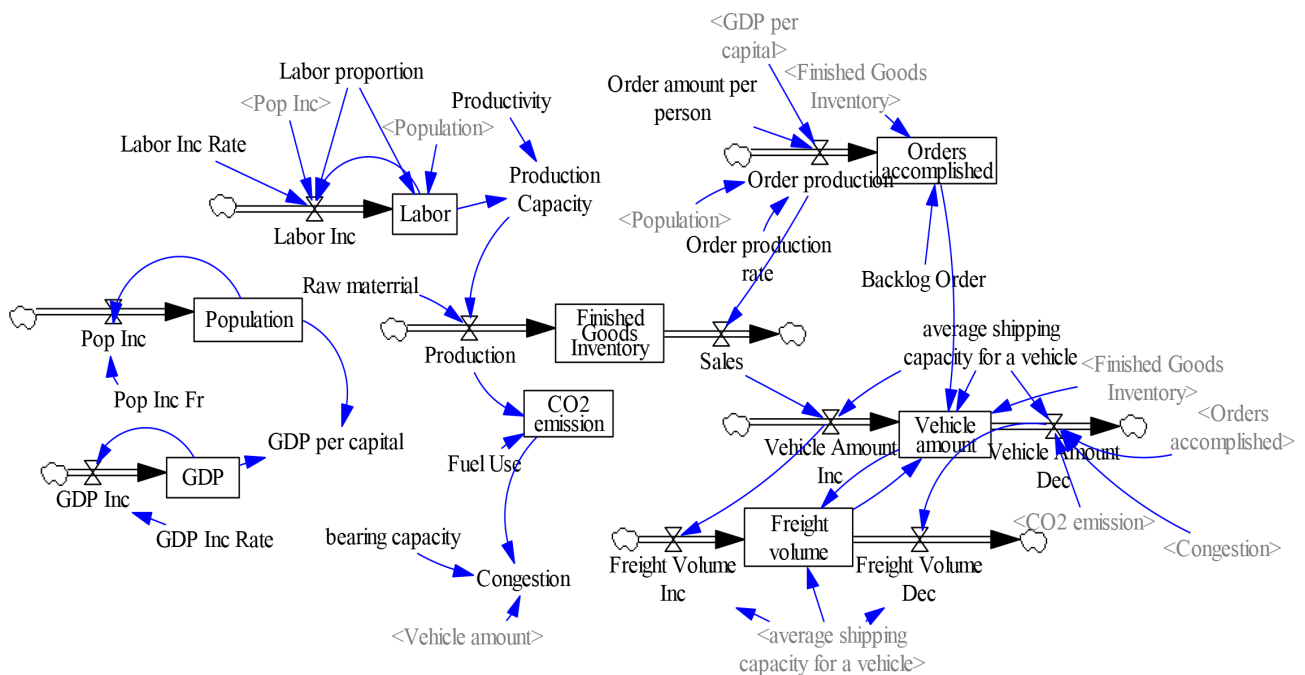 <GDP per
capital>
Labor proportion
<Finished Goods
Inventory>
<Pop Inc>
Productivity
Order amount per
person
<Population>
Labor Inc Rate
Orders
accomplished
Production
Capacity
Order production
Labor
<Population>
Labor Inc
Order production
rate
Backlog Order
Raw materrial
Population
Finished
Goods
Inventory
Pop Inc
Production
Sales
average shipping
capacity for a vehicle
<Finished Goods
Inventory>
Pop Inc Fr
CO2
emission
<Orders
accomplished>
GDP per capital
Vehicle Amount
Inc
Vehicle
amount
Vehicle Amount
Dec
Fuel Use
GDP
GDP Inc
GDP Inc Rate
<CO2 emission>
Freight
volume
bearing capacity
<Congestion>
Freight Volume
Inc
Freight Volume
Dec
Congestion
<Vehicle amount>
<average shipping
capacity for a vehicle>